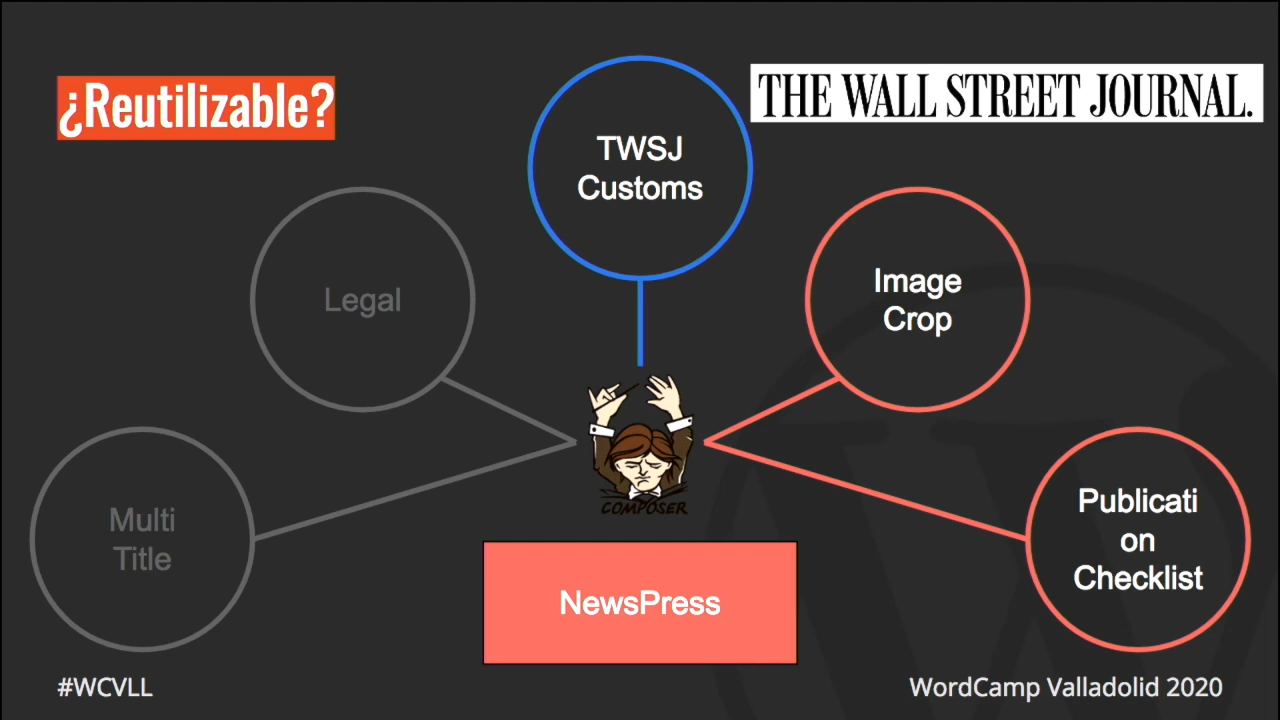 ¿Reutilizable?
THE WALL STREET JOURNAL.
TWSJ
Customs
Legal
Image
Crop
Multi
Title
COMPOSER
Publicati
on
Checklist
NewsPress
#WCVLL
WordCamp Valladolid 2020